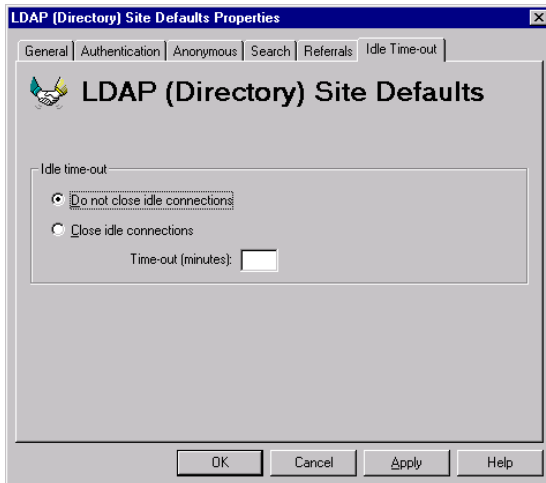 LDAP (Directory) Site Defaults Properties
General Authentication Anonymous Search Referrals Idle Time-out
LDAP (Directory) Site Defaults
Idle time-out
Do not close idle connections
Close idle connections
Time-out (minutes):
OK Cancel Apply Help